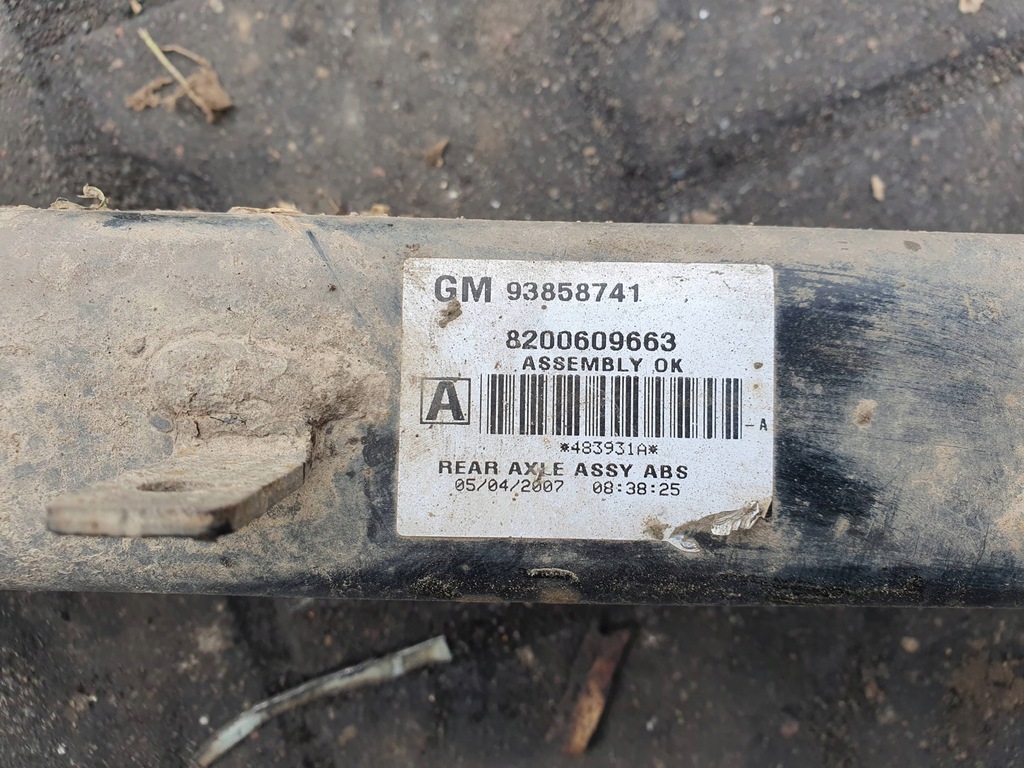 GM 93858741
8200609663
ASSEMBLY OK
A
-A
*483931A*
REAR AXLE ASSY ABS
05/04/2007 08:38:25